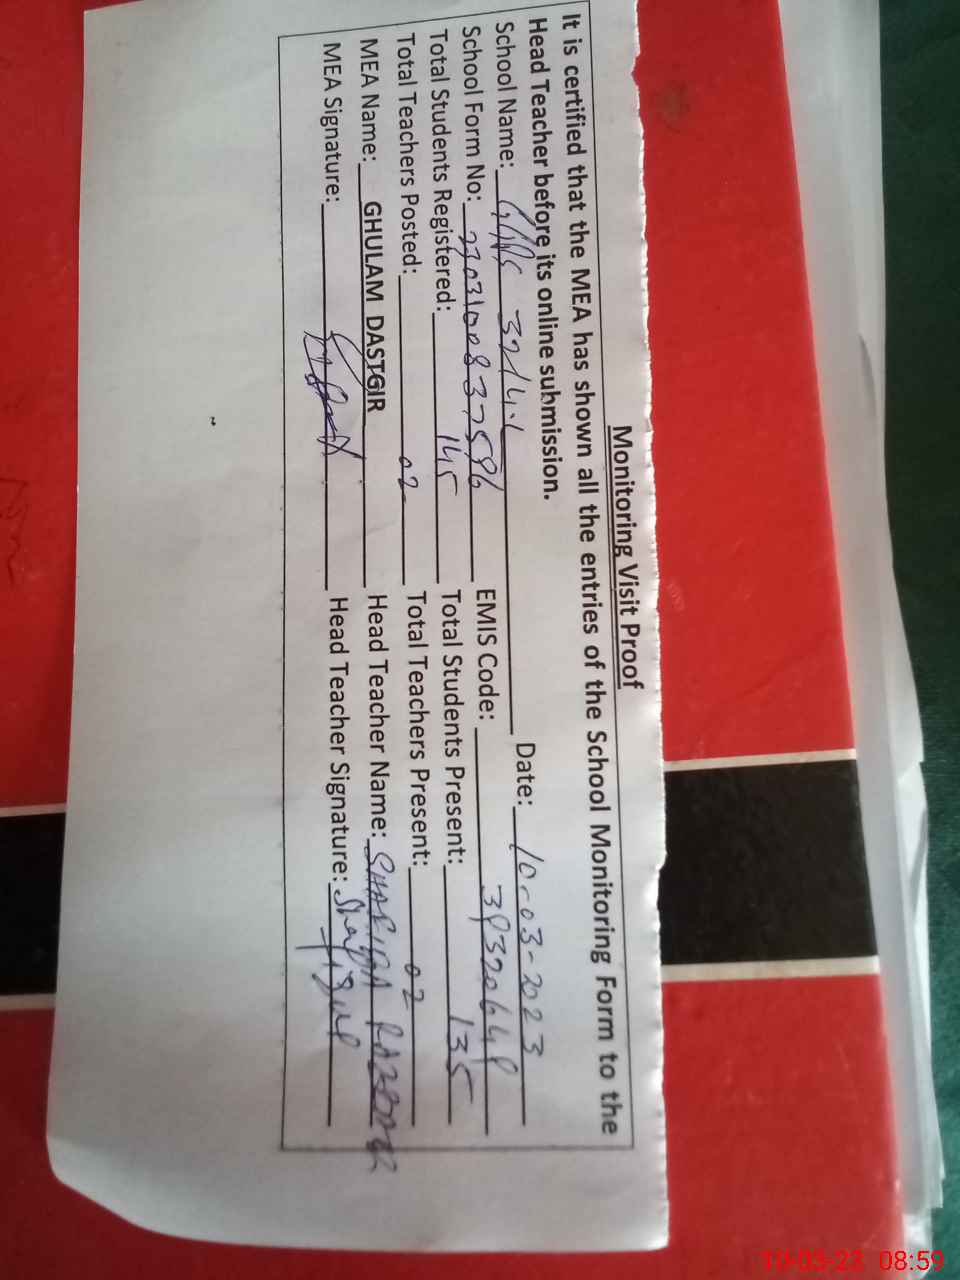 Monitoring Visit Proof
It is certified that the MEA has shown all the entries of the School Monitoring Form to the
Head Teacher before its online submission.
School Name: 32/4.L Date: 10-03-2023
School Form No: EMIS Code:
Total Students Registered: 145 Total Students Present: 135
Total Teachers Posted: 02 Total Teachers Present: 02
MEA Name: GHULAM DASTGIR Head Teacher Name:
MEA Signature: Head Teacher Signature:
10-03-23 08:59